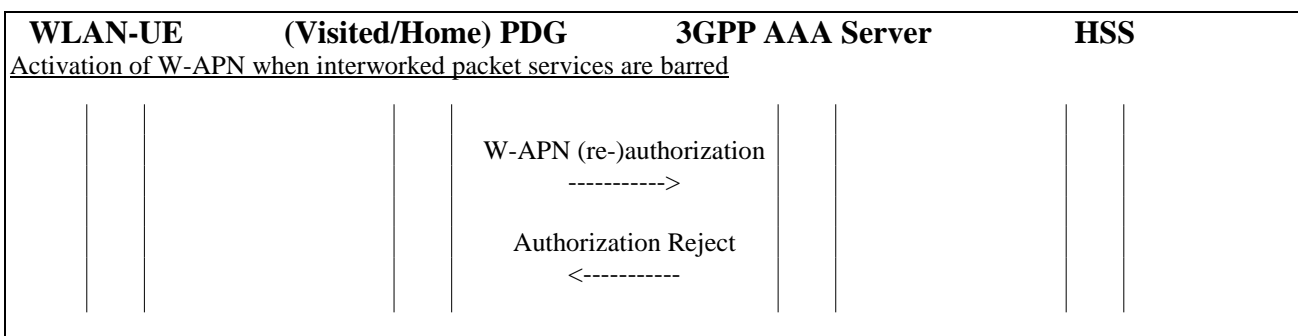 WLAN-UE (Visited/Home) PDG 3GPP AAA Server HSS
Activation of W-APN when interworked packet services are barred
W-APN (re-)authorization
----------->
Authorization Reject
<-----------